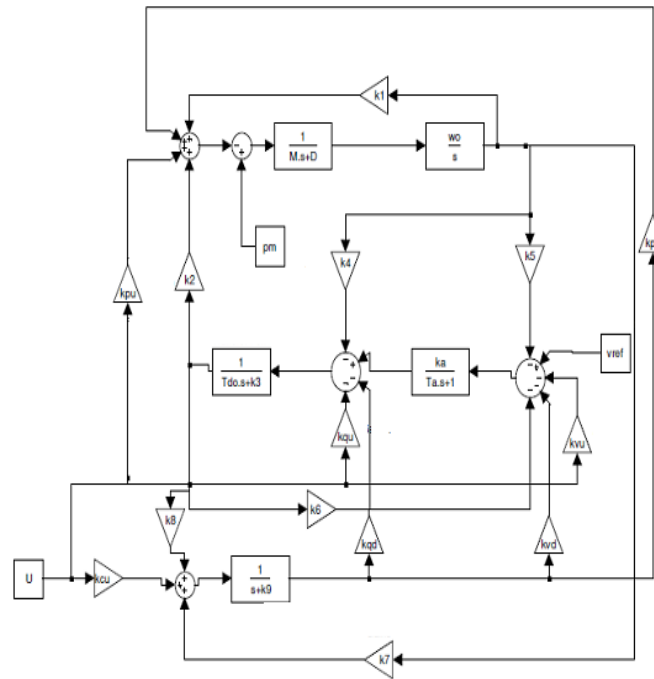 k1
1
M.s+D
wo
s
pm
k4
k5
kp
kpu
k2
1
Tdo.s+k3
ka
Ta.s+1
vref
kqu
kvu
k8
k6
kqd
kvd
U
kcu
1
s+k9
k7